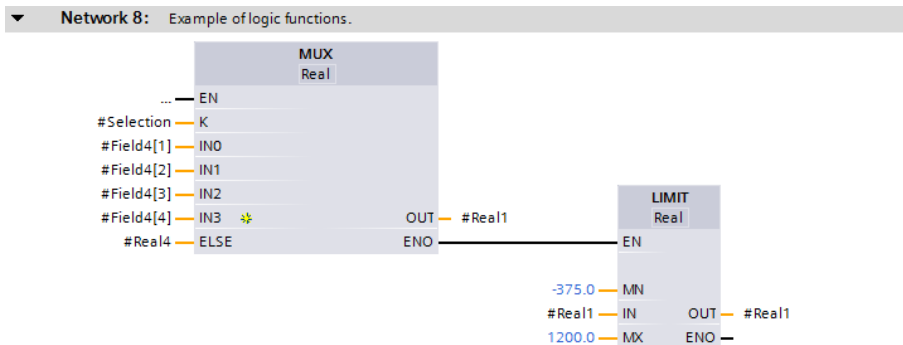 Network 8: Example of logic functions.
MUX
Real
... EN
#Selection K
#Field4[1] IN0
#Field4[2] IN1
#Field4[3] IN2
#Field4[4] IN3 OUT #Real1
#Real4 ELSE ENO
LIMIT
Real
EN
-375.0 MN
#Real1 IN OUT #Real1
1200.0 MX ENO